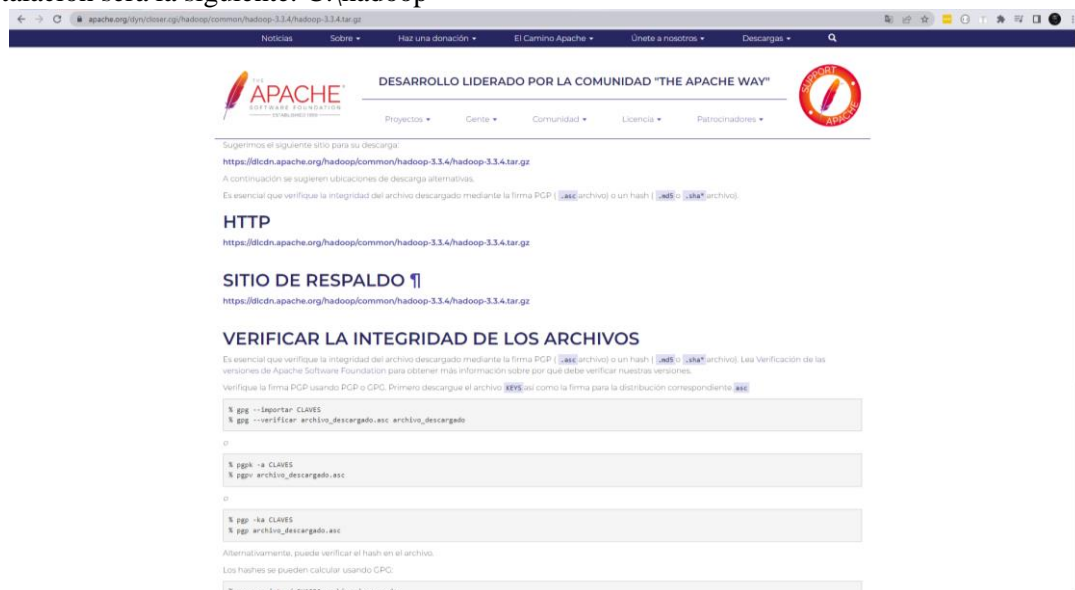 talación será la siguiente: C:\hadoop
apache.org/dyn/closer.cgi/hadoop/common/hadoop-3.3.4/hadoop-3.3.4.tar.gz
Noticias Sobre Haz una donación El Camino Apache Únete a nosotros Descargas
THE
APACHE
SOFTWARE FOUNDATION
DESARROLLO LIDERADO POR LA COMUNIDAD "THE APACHE WAY"
SUPPORT
APACHE
Proyectos Gente Comunidad Licencia Patrocinadores
Sugerimos el siguiente sitio para su descarga:
https://dlcdn.apache.org/hadoop/common/hadoop-3.3.4/hadoop-3.3.4.tar.gz
A continuación se sugieren ubicaciones de descarga alternativas.
Es esencial que verifique la integridad del archivo descargado mediante la firma PGP ( .asc archivo) o un hash ( .md5 o .sha* archivo).
HTTP
https://dlcdn.apache.org/hadoop/common/hadoop-3.3.4/hadoop-3.3.4.tar.gz
SITIO DE RESPALDO ¶
https://dlcdn.apache.org/hadoop/common/hadoop-3.3.4/hadoop-3.3.4.tar.gz
VERIFICAR LA INTEGRIDAD DE LOS ARCHIVOS
Es esencial que verifique la integridad del archivo descargado mediante la firma PGP ( .asc archivo) o un hash ( .md5 o .sha* archivo). Lea Verificación de las
versiones de Apache Software Foundation para obtener más información sobre por qué debe verificar nuestras versiones.
Verifique la firma PGP usando PGP o GPG. Primero descargue el archivo KEYS así como la firma para la distribución correspondiente asc
% gpg --importar CLAVES
% gpg --verificar archivo_descargado.asc archivo_descargado
o
% pgpk -a CLAVES
% pgpv archivo_descargado.asc
o
% pgp -ka CLAVES
% pgp archivo_descargado.asc
Alternativamente, puede verificar el hash en el archivo.
Los hashes se pueden calcular usando GPG: